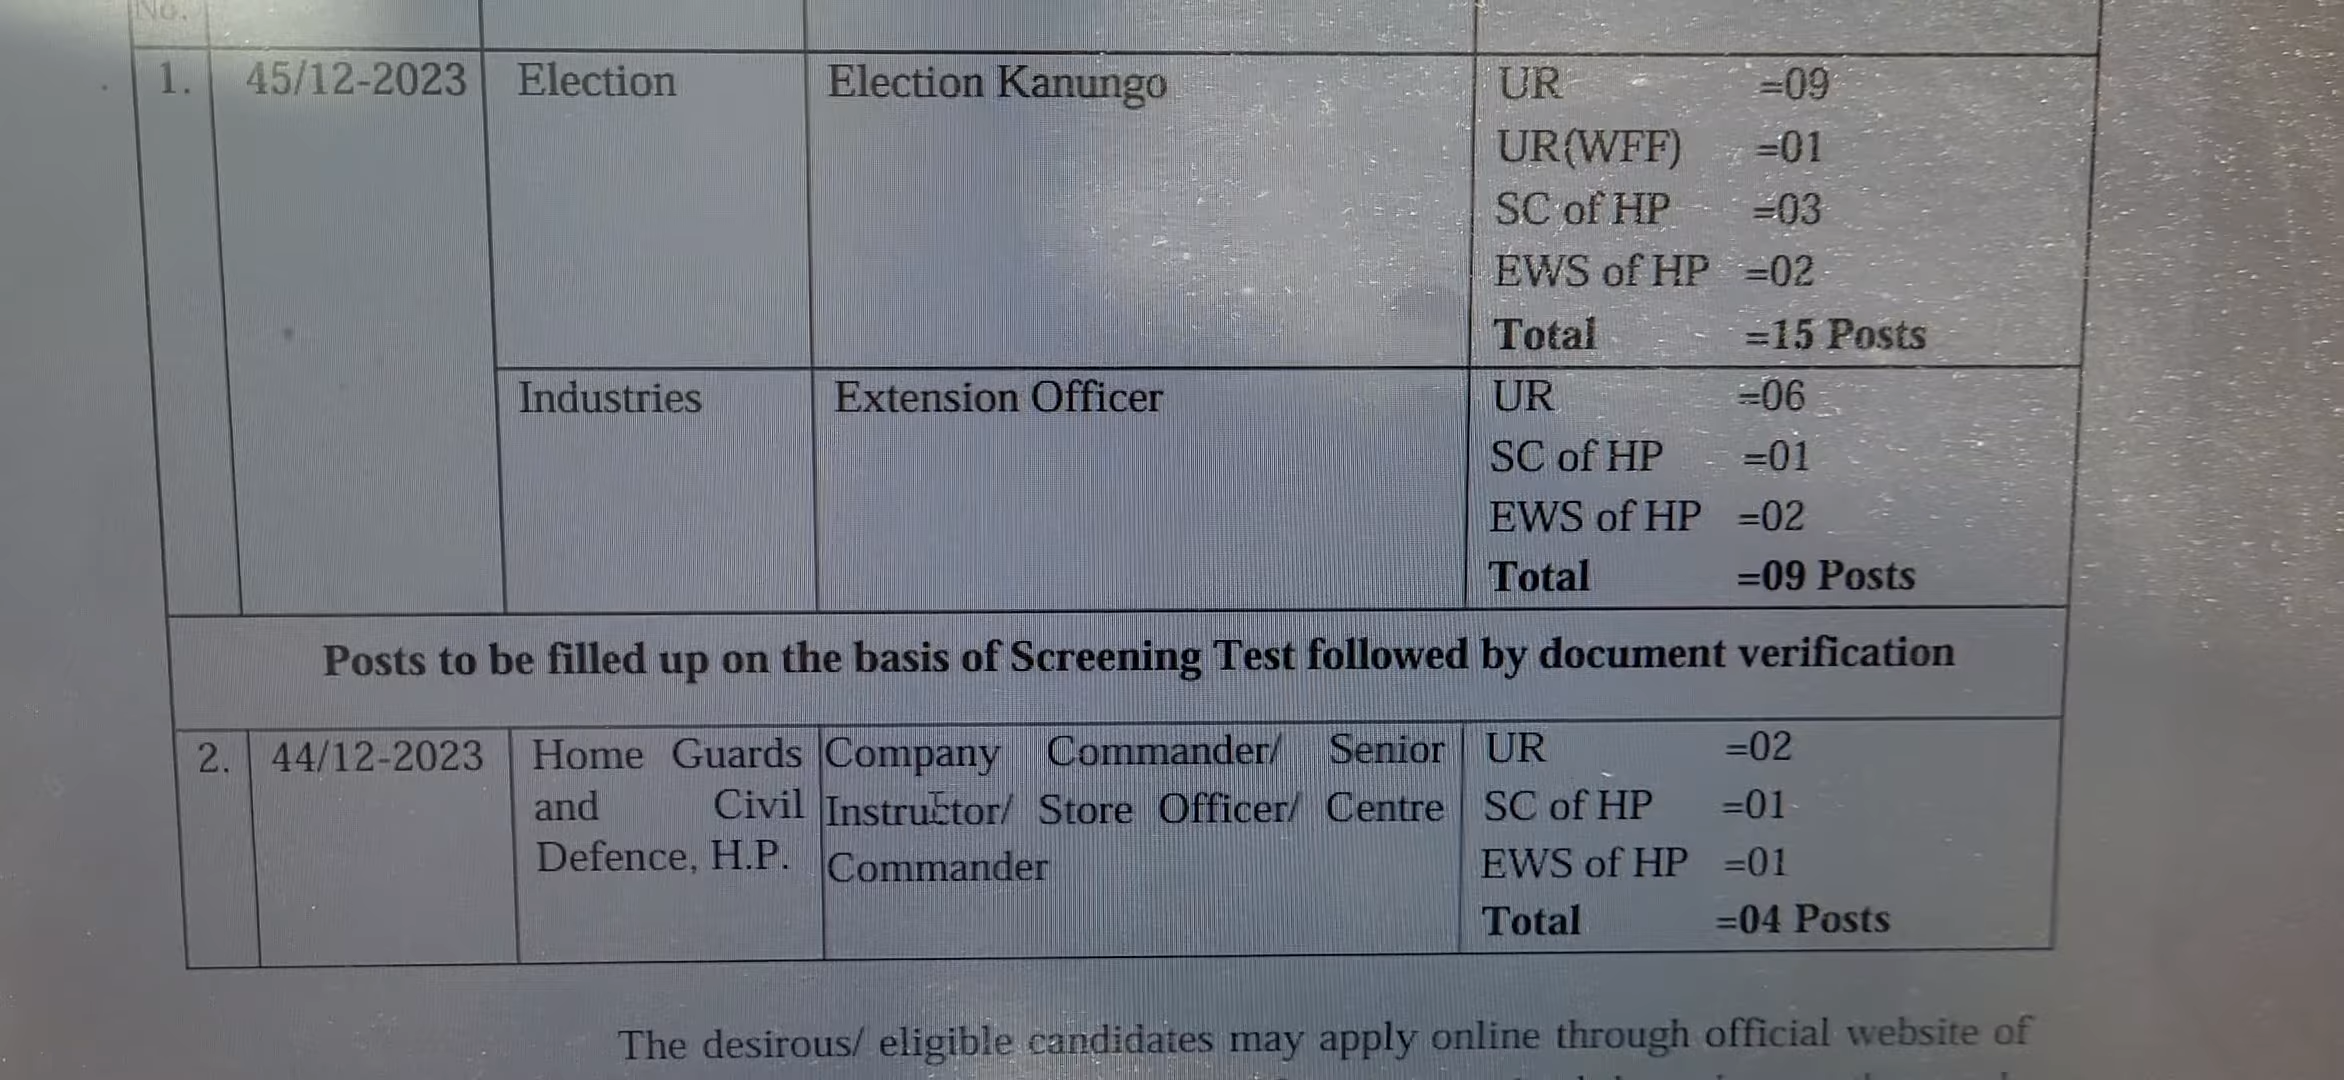 No.
1. 45/12-2023 Election Election Kanungo UR =09
UR(WFF) =01
SC of HP =03
EWS of HP =02
Total =15 Posts
Industries Extension Officer UR =06
SC of HP =01
EWS of HP =02
Total =09 Posts
Posts to be filled up on the basis of Screening Test followed by document verification
2. 44/12-2023 Home Guards Company Commander/ Senior UR =02
and Civil Instructor/ Store Officer/ Centre SC of HP =01
Defence, H.P. Commander EWS of HP =01
Total =04 Posts
The desirous/ eligible candidates may apply online through official website of